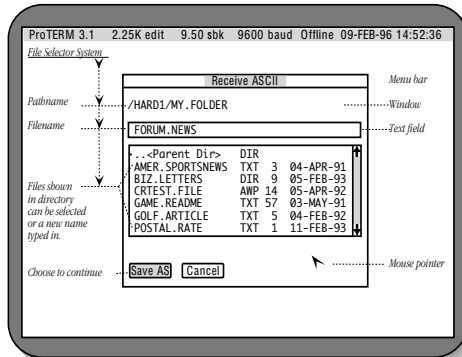 ProTERM 3.1 2.25K edit 9.50 sbk 9600 baud Offline 09-FEB-96 14:52:36
File Selector System
Receive ASCII
Menu bar
Pathname
/HARD1/MY.FOLDER
Window
Filename
FORUM.NEWS
Text field
..<Parent Dir> DIR
AMER.SPORTSNEWS TXT 3 04-APR-91
BIZ.LETTERS DIR 9 05-FEB-93
CRTEST.FILE AWP 14 05-APR-92
GAME.README TXT 57 03-MAY-91
GOLF.ARTICLE TXT 5 04-FEB-92
POSTAL.RATE TXT 1 11-FEB-93
Files shown
in directory
can be selected
or a new name
typed in.
Choose to continue
Save AS Cancel
Mouse pointer